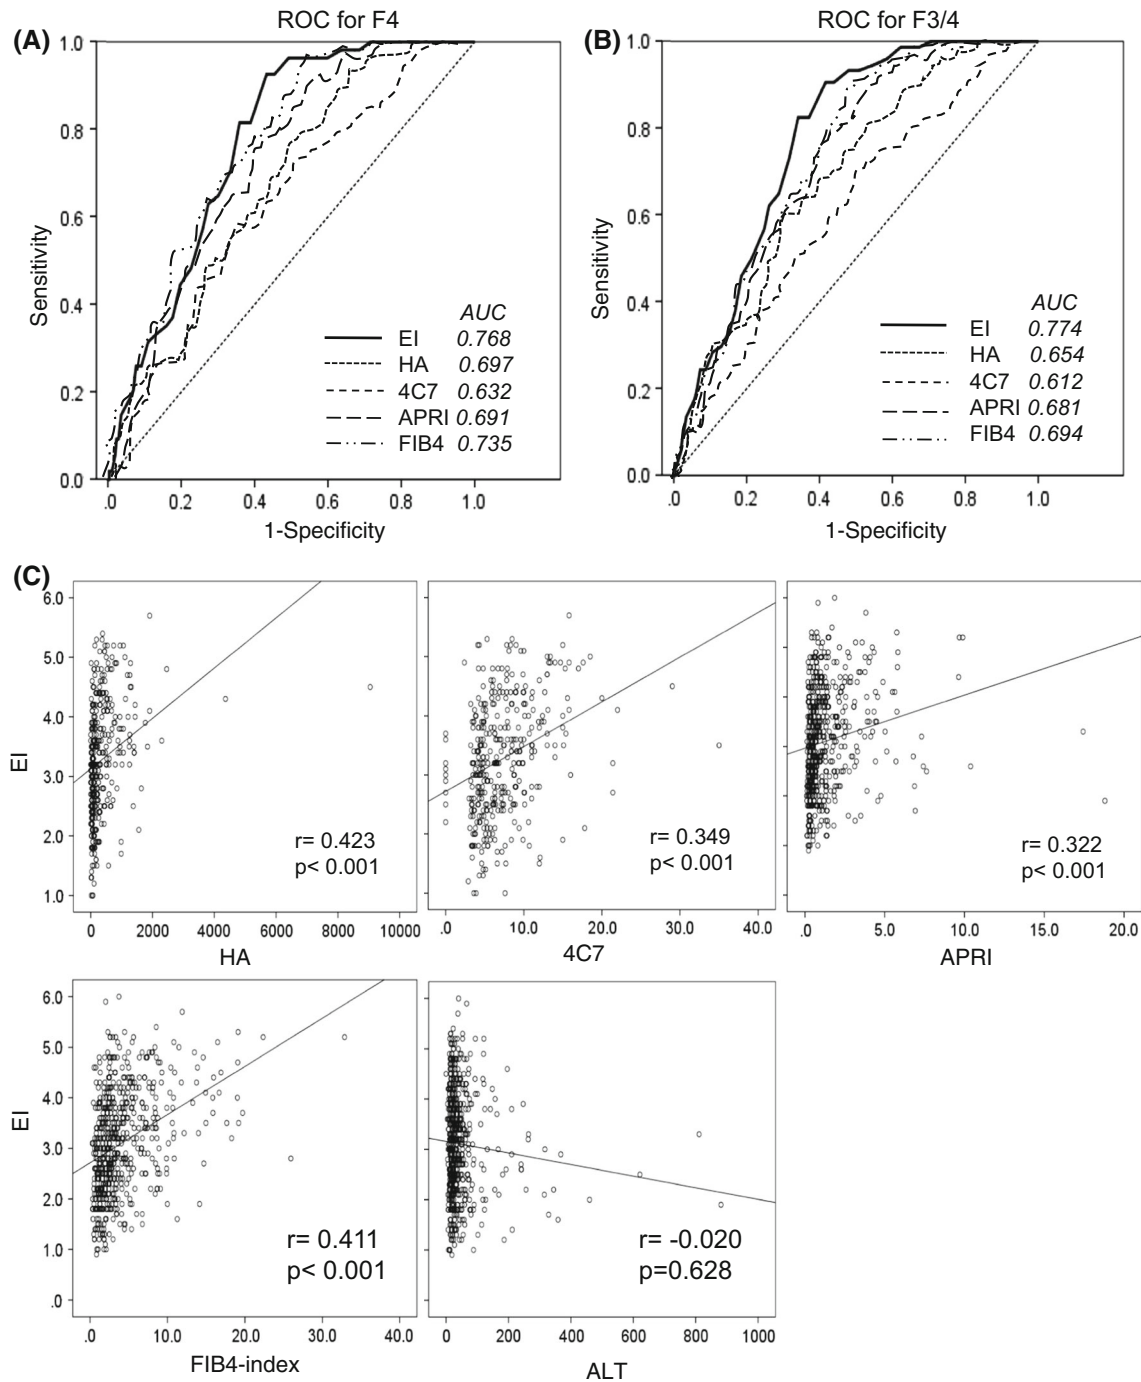 ROC for F4
(A)
1.0
0.8
0.6
0.4
0.2
0.0
Sensitivity
AUC
EI 0.768
HA 0.697
4C7 0.632
APRI 0.691
FIB4 0.735
.0 0.2 0.4 0.6 0.8 1.0
1-Specificity
ROC for F3/4
(B)
1.0
0.8
0.6
0.4
0.2
0.0
Sensitivity
AUC
EI 0.774
HA 0.654
4C7 0.612
APRI 0.681
FIB4 0.694
.0 0.2 0.4 0.6 0.8 1.0
1-Specificity
(C)
6.0
5.0
4.0
3.0
2.0
1.0
EI
r= 0.423
p< 0.001
0 2000 4000 6000 8000 10000
HA
r= 0.349
p< 0.001
.0 10.0 20.0 30.0 40.0
4C7
r= 0.322
p< 0.001
.0 5.0 10.0 15.0 20.0
APRI
6.0
5.0
4.0
3.0
2.0
1.0
.0
EI
r= 0.411
p< 0.001
.0 10.0 20.0 30.0 40.0
FIB4-index
r= -0.020
p=0.628
0 200 400 600 800 1000
ALT